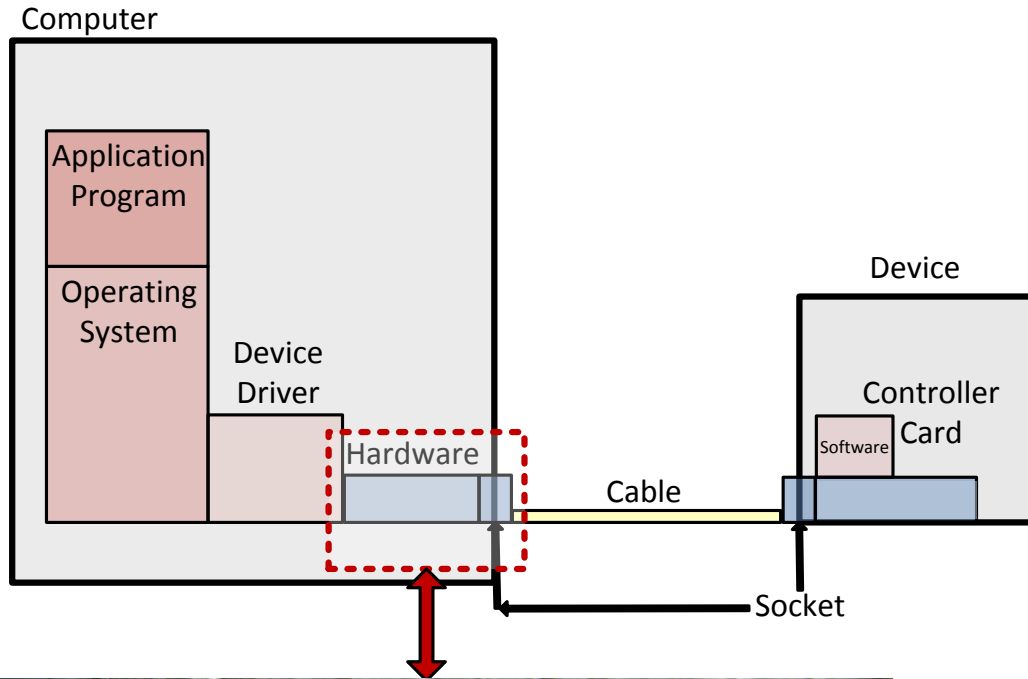 Computer
Application
Program
Operating
System
Device
Driver
Hardware
Cable
Device
Controller
Card
Software
Socket